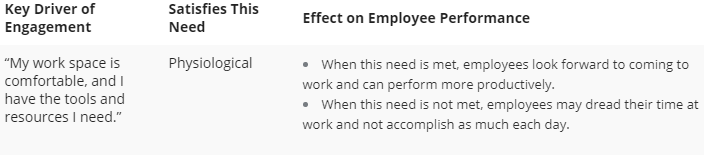 Key Driver of
Engagement
Satisfies This
Need
Effect on Employee Performance
“My work space is
comfortable, and I
have the tools and
resources I need.”
Physiological
• When this need is met, employees look forward to coming to
work and can perform more productively.
• When this need is not met, employees may dread their time at
work and not accomplish as much each day.